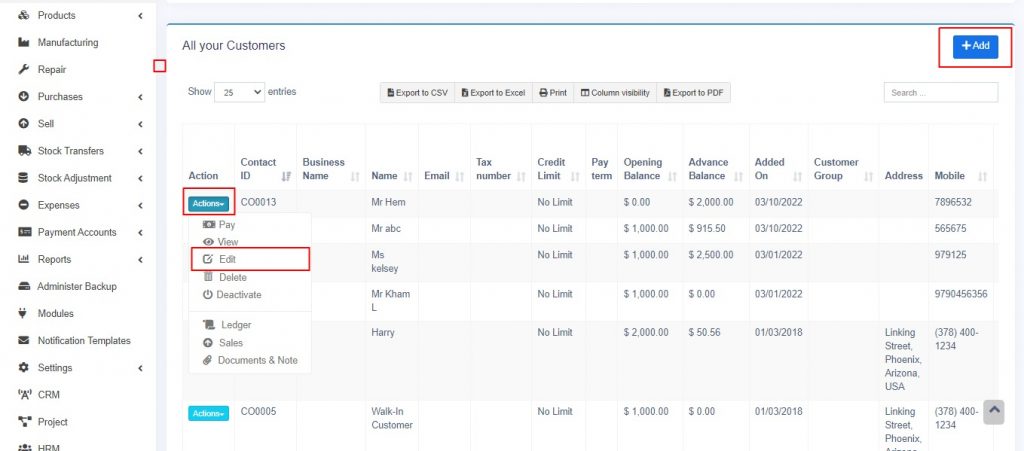 Products
Manufacturing
Repair
Purchases
Sell
Stock Transfers
Stock Adjustment
Expenses
Payment Accounts
Reports
Administer Backup
Modules
Notification Templates
Settings
CRM
Project
HRM
All your Customers
+Add
Show 25 entries
Export to CSV Export to Excel Print Column visibility Export to PDF
Search ...
Action Contact ID Business Name Name Email Tax number Credit Limit Pay term Opening Balance Advance Balance Added On Customer Group Address Mobile
Actions CO0013 Mr Hem No Limit $ 0.00 $ 2,000.00 03/10/2022 7896532
Mr abc No Limit $ 1,000.00 $ 915.50 03/10/2022 565675
Ms kelsey No Limit $ 1,000.00 $ 2,500.00 03/01/2022 979125
Mr Kham L No Limit $ 1,000.00 $ 0.00 03/01/2022 9790456356
Harry No Limit $ 2,000.00 $ 50.56 01/03/2018 Linking Street, Phoenix, Arizona, USA (378) 400-1234
Pay
View
Edit
Delete
Deactivate
Ledger
Sales
Documents & Note
Actions CO0005 Walk-In Customer No Limit $ 1,000.00 $ 0.00 01/03/2018 Linking Street, Phoenix, Arizona (378) 400-1234